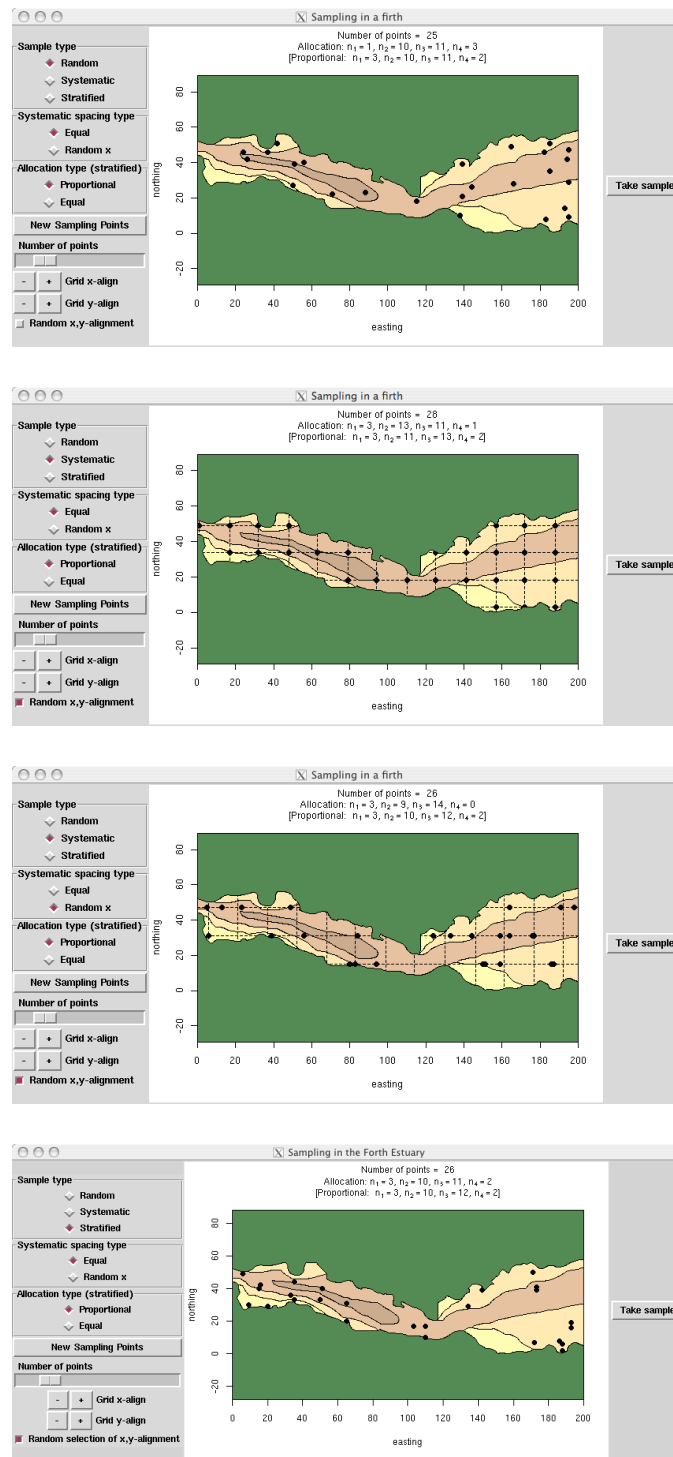 Sampling in a firth
Number of points = 25
Allocation: n₁ = 1, n₂ = 10, n₃ = 11, n₄ = 3
[Proportional: n₁ = 3, n₂ = 10, n₃ = 11, n₄ = 2]
Sample type
Random
Systematic
Stratified
Systematic spacing type
Equal
Random x
Allocation type (stratified)
Proportional
Equal
New Sampling Points
Number of points
- + Grid x-align
- + Grid y-align
Random x,y-alignment
northing
80
60
40
20
0
-20
0 20 40 60 80 100 120 140 160 180 200
easting
Take sample
Sampling in a firth
Number of points = 28
Allocation: n₁ = 3, n₂ = 13, n₃ = 11, n₄ = 1
[Proportional: n₁ = 3, n₂ = 11, n₃ = 13, n₄ = 2]
Sample type
Random
Systematic
Stratified
Systematic spacing type
Equal
Random x
Allocation type (stratified)
Proportional
Equal
New Sampling Points
Number of points
- + Grid x-align
- + Grid y-align
Random x,y-alignment
northing
80
60
40
20
0
-20
0 20 40 60 80 100 120 140 160 180 200
easting
Take sample
Sampling in a firth
Number of points = 26
Allocation: n₁ = 3, n₂ = 9, n₃ = 14, n₄ = 0
[Proportional: n₁ = 3, n₂ = 10, n₃ = 12, n₄ = 2]
Sample type
Random
Systematic
Stratified
Systematic spacing type
Equal
Random x
Allocation type (stratified)
Proportional
Equal
New Sampling Points
Number of points
- + Grid x-align
- + Grid y-align
Random x,y-alignment
northing
80
60
40
20
0
-20
0 20 40 60 80 100 120 140 160 180 200
easting
Take sample
Sampling in the Forth Estuary
Number of points = 26
Allocation: n₁ = 3, n₂ = 10, n₃ = 11, n₄ = 2
[Proportional: n₁ = 3, n₂ = 10, n₃ = 12, n₄ = 2]
Sample type
Random
Systematic
Stratified
Systematic spacing type
Equal
Random x
Allocation type (stratified)
Proportional
Equal
New Sampling Points
Number of points
- + Grid x-align
- + Grid y-align
Random selection of x,y-alignment
northing
80
60
40
20
0
-20
0 20 40 60 80 100 120 140 160 180 200
easting
Take sample